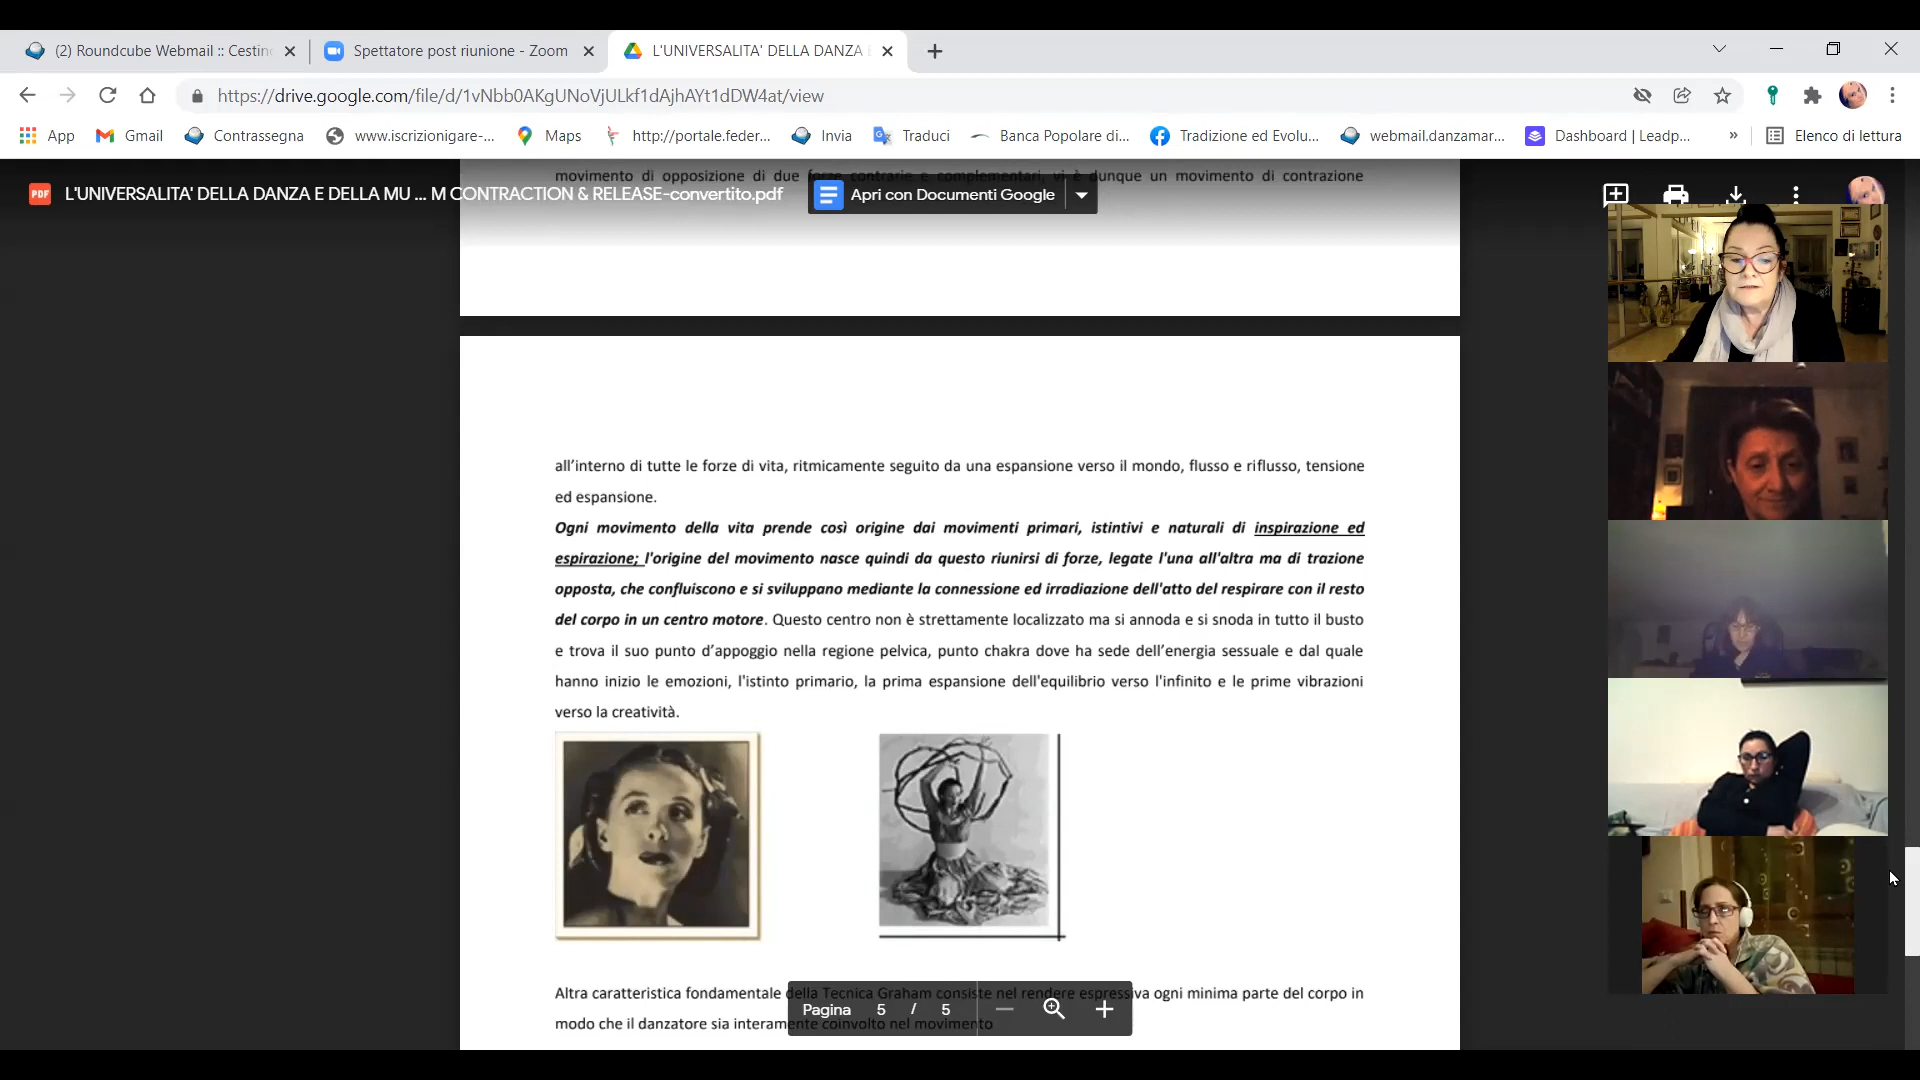 (2) Roundcube Webmail :: Cestin
Spettatore post riunione - Zoom
L'UNIVERSALITA' DELLA DANZA E
https://drive.google.com/file/d/1vNbb0AKgUNoVjULkf1dAjhAYt1dDW4at/view
App
Gmail
Contrassegna
www.iscrizionigare-...
Maps
http://portale.feder...
Invia
Traduci
Banca Popolare di...
Tradizione ed Evolu...
webmail.danzamar...
Dashboard | Leadp...
»
Elenco di lettura
movimento di opposizione di due forze contrarie e complementari, vi è dunque un movimento di contrazione
PDF
L'UNIVERSALITA' DELLA DANZA E DELLA MU ... M CONTRACTION & RELEASE-convertito.pdf
Apri con Documenti Google
all'interno di tutte le forze di vita, ritmicamente seguito da una espansione verso il mondo, flusso e riflusso, tensione
ed espansione.
Ogni movimento della vita prende così origine dai movimenti primari, istintivi e naturali di inspirazione ed
espirazione; l'origine del movimento nasce quindi da questo riunirsi di forze, legate l'una all'altra ma di trazione
opposta, che confluiscono e si sviluppano mediante la connessione ed irradiazione dell'atto del respirare con il resto
del corpo in un centro motore. Questo centro non è strettamente localizzato ma si annoda e si snoda in tutto il busto
e trova il suo punto d'appoggio nella regione pelvica, punto chakra dove ha sede dell'energia sessuale e dal quale
hanno inizio le emozioni, l'istinto primario, la prima espansione dell'equilibrio verso l'infinito e le prime vibrazioni
verso la creatività.
Altra caratteristica fondamentale della Tecnica Graham consiste nel rendere espressiva ogni minima parte del corpo in
modo che il danzatore sia interamente coinvolto nel movimento
Pagina 5 / 5